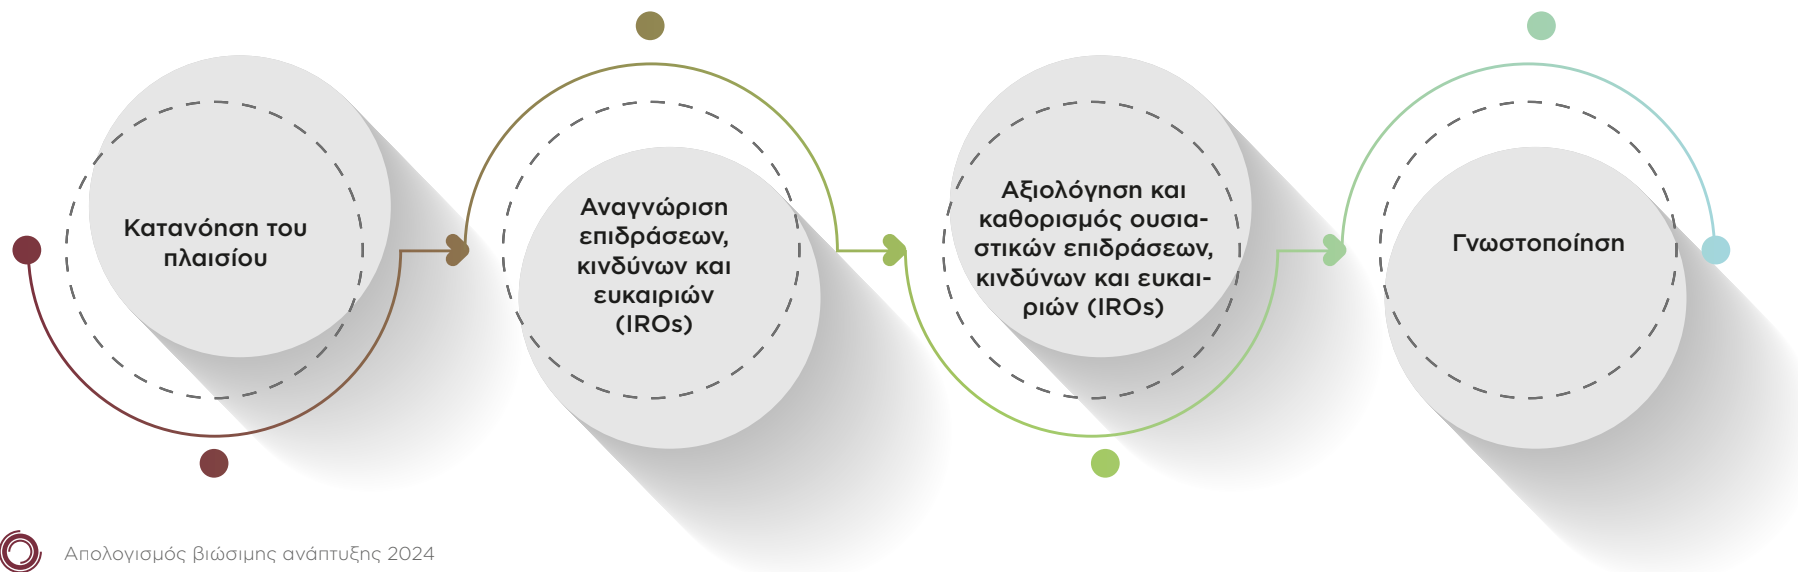 Κατανόηση του
πλαισίου
Αναγνώριση
επιδράσεων,
κινδύνων και
ευκαιριών
(IROs)
Αξιολόγηση και
καθορισμός ουσια-
στικών επιδράσεων,
κινδύνων και ευκαι-
ριών (IROs)
Γνωστοποίηση
Απολογισμός βιώσιμης ανάπτυξης 2024